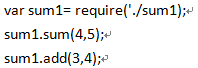 var sum1= require('./sum1);
sum1.sum(4,5);
sum1.add(3,4);